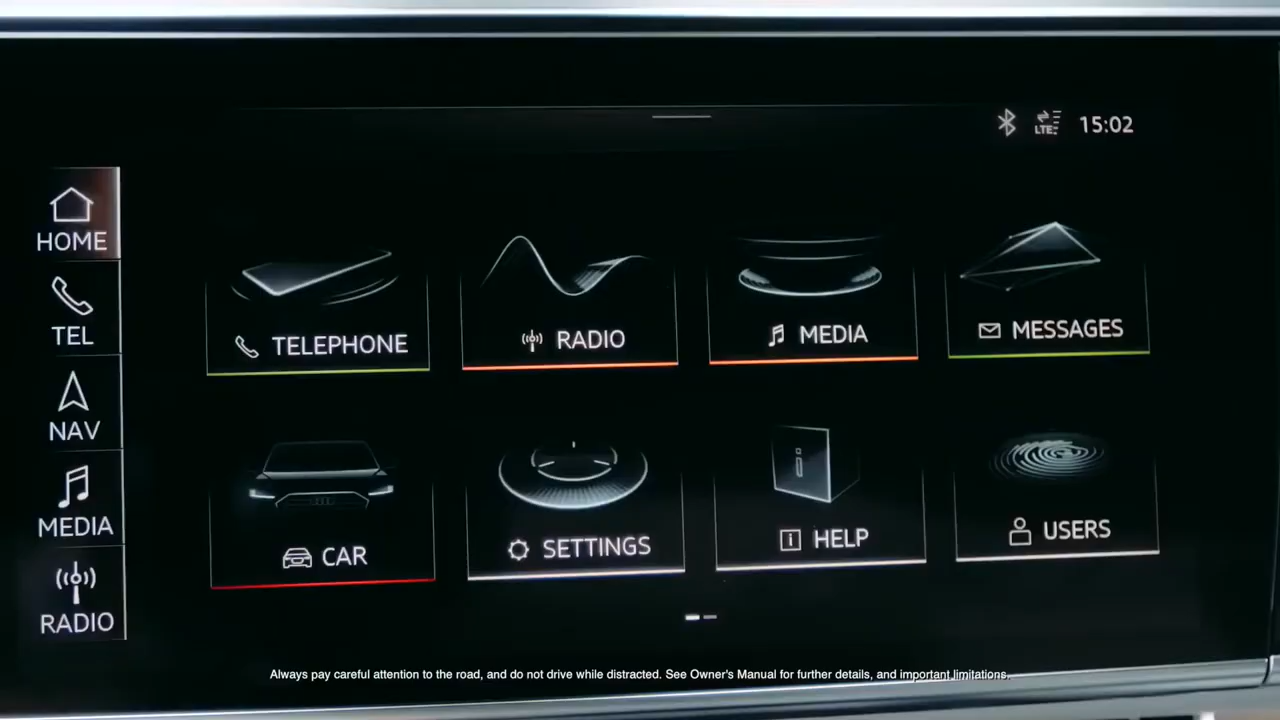 LTE
15:02
HOME
TEL
NAV
MEDIA
RADIO
TELEPHONE
RADIO
MEDIA
MESSAGES
CAR
SETTINGS
HELP
USERS
Always pay careful attention to the road, and do not drive while distracted. See Owner's Manual for further details, and important limitations.